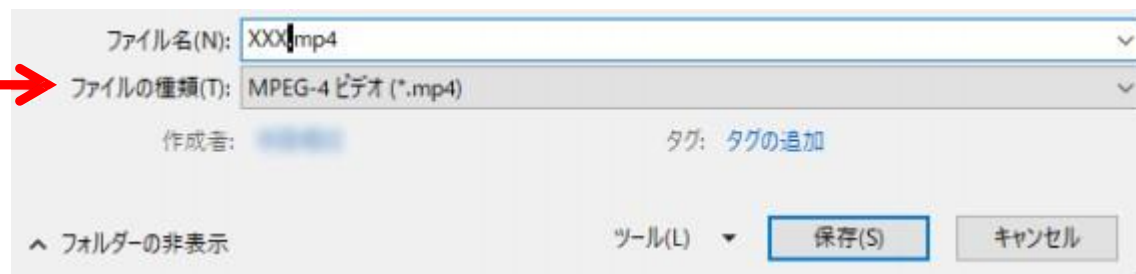 ファイル名(N): XXX.mp4
ファイルの種類(T): MPEG-4 ビデオ (*.mp4)
作成者: タグ: タグの追加
フォルダーの非表示 ツール(L) 保存(S) キャンセル